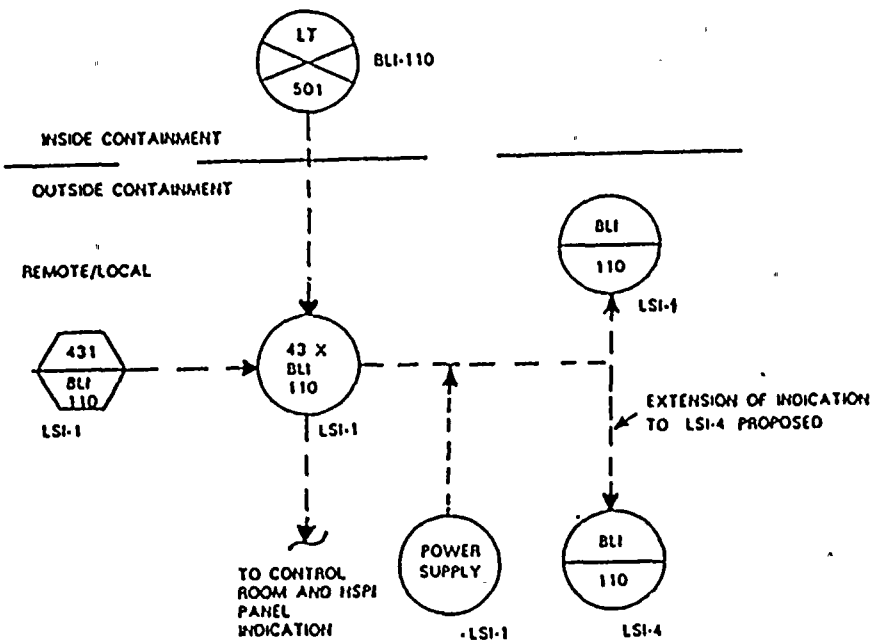 LT
501
BLI-110
INSIDE CONTAINMENT
OUTSIDE CONTAINMENT
REMOTE/LOCAL
BLI
110
LSI-1
431
BLI
110
LSI-1
43 X
BLI
110
LSI-1
EXTENSION OF INDICATION
TO LSI-4 PROPOSED
TO CONTROL
ROOM AND HSPI
PANEL
INDICATION
POWER
SUPPLY
LSI-1
BLI
110
LSI-4